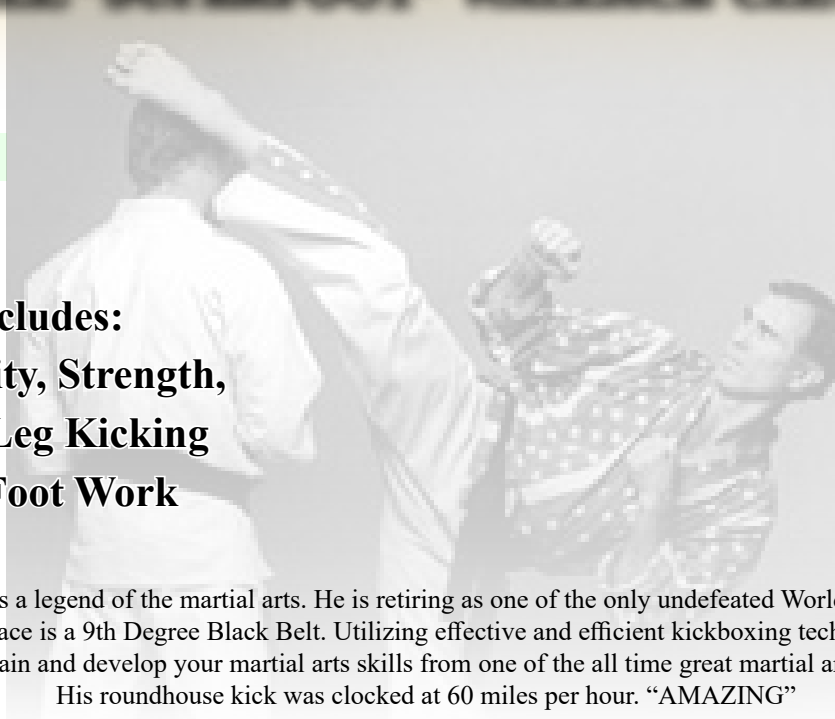 cludes:
ity, Strength,
Leg Kicking
Foot Work
s a legend of the martial arts. He is retiring as one of the only undefeated Worl
ace is a 9th Degree Black Belt. Utilizing effective and efficient kickboxing tech
ain and develop your martial arts skills from one of the all time great martial a
His roundhouse kick was clocked at 60 miles per hour. “AMAZING”